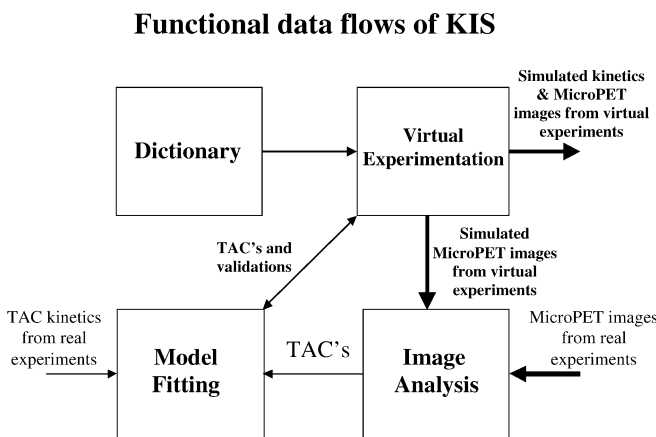 Functional data flows of KIS
Dictionary
Virtual
Experimentation
Simulated kinetics
& MicroPET
images from virtual
experiments
TAC's and
validations
Simulated
MicroPET images
from virtual
experiments
TAC kinetics
from real
experiments
Model
Fitting
TAC's
Image
Analysis
MicroPET images
from real
experiments